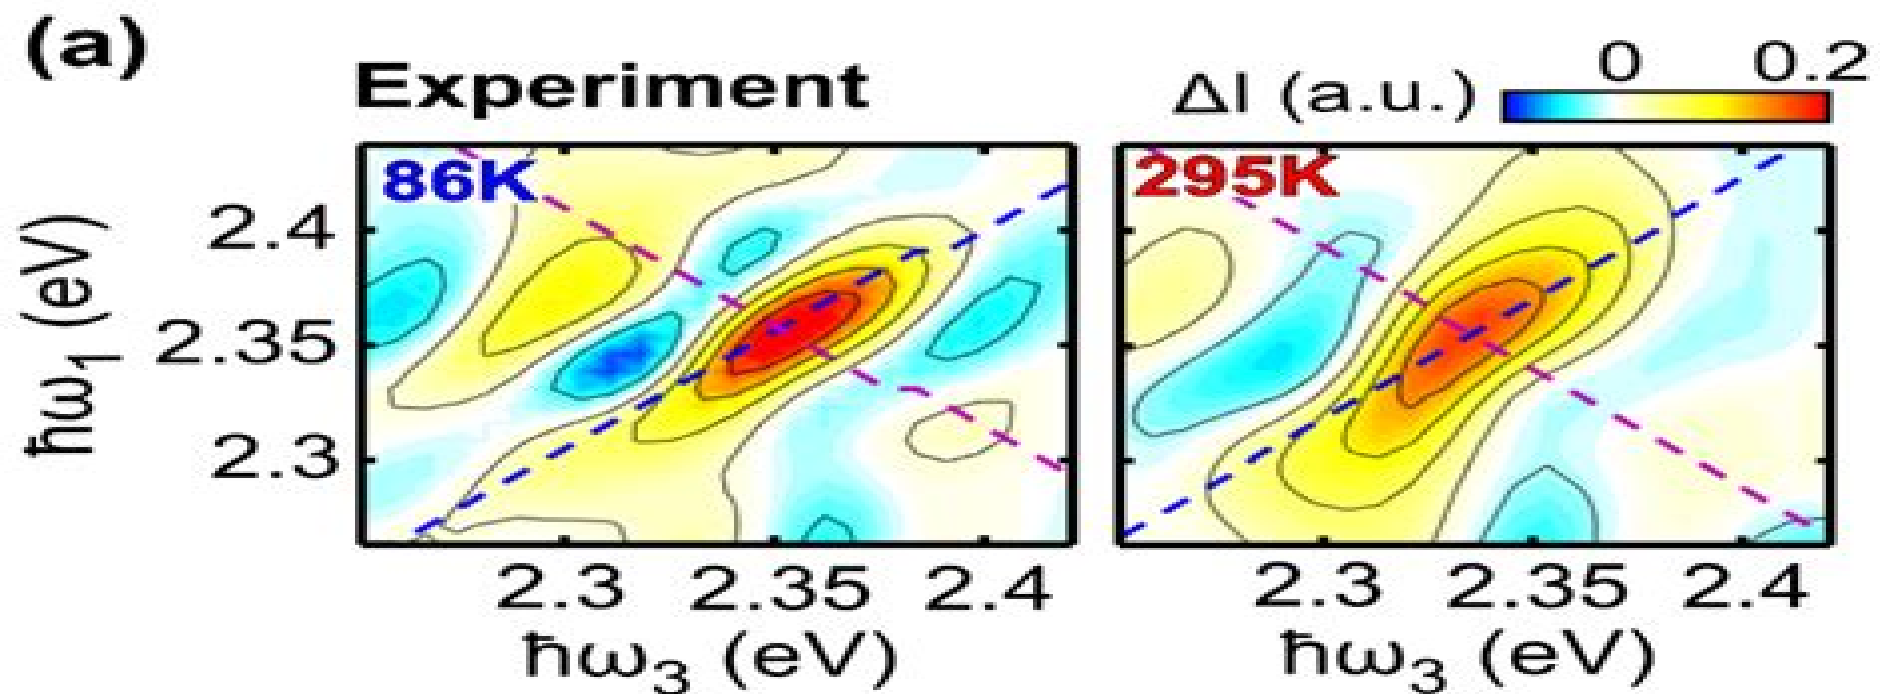 (a)
Experiment
ΔI (a.u.)
0 0.2
86K
295K
ħω₁ (eV)
2.4
2.35
2.3
2.3 2.35 2.4
2.3 2.35 2.4
ħω₃ (eV)
ħω₃ (eV)